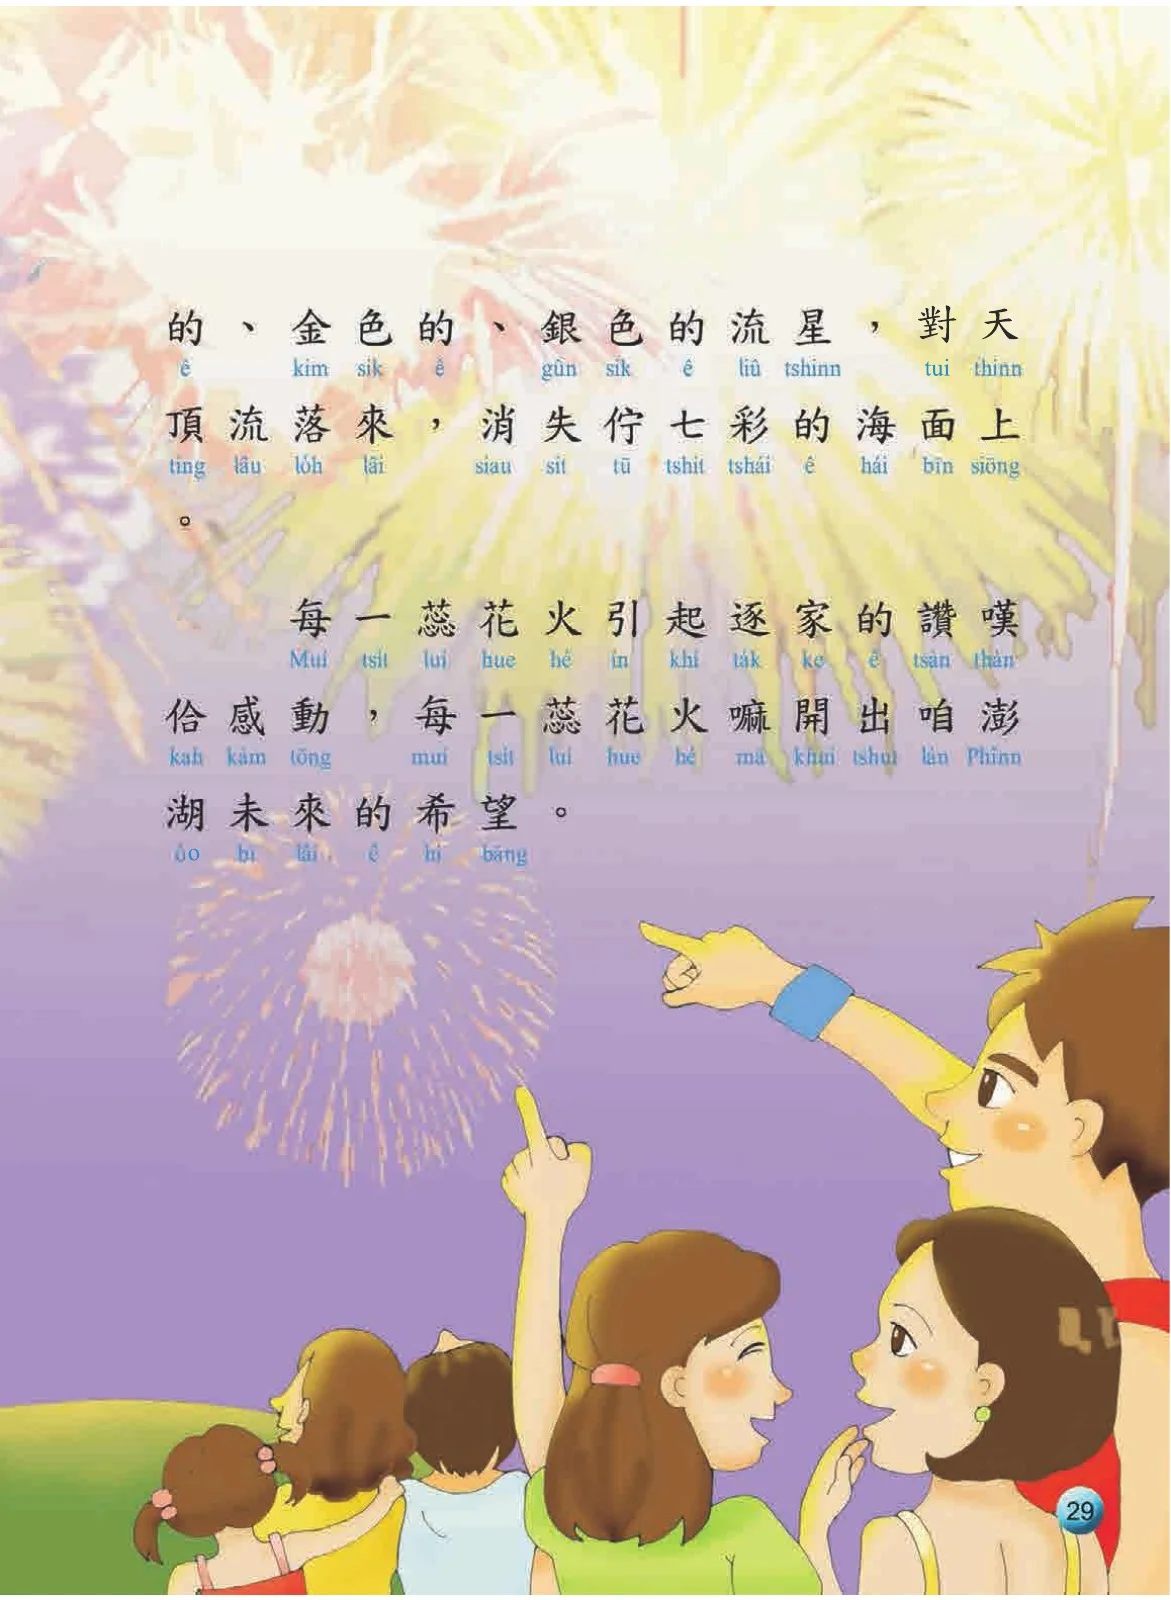 的、金色的、銀色的流星，對天
ê kim sik ê gûn sik ê liû tshinn tui thinn
頂流落來，消失佇七彩的海面上
tíng lâu lo̍h lâi siau sit tū tshit tshái ê hái bīn siōng
。
每一蕊花火引起逐家的讚嘆
Muí tsi̍t luí hue hé ín khí ta̍k ke ê tsàn thàn
佮感動，每一蕊花火嘛開出咱澎
kah kám tōng muí tsi̍t luí hue hé mā khui tshut lán Phînn
湖未來的希望。
ôo bī lâi ê hi bāng
29